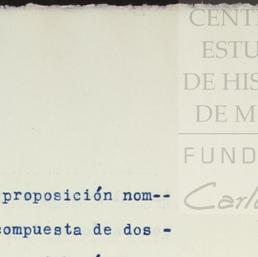 CENT
ESTU
DE HIS
DE M
FUND
Carl
proposición nom--
compuesta de dos -